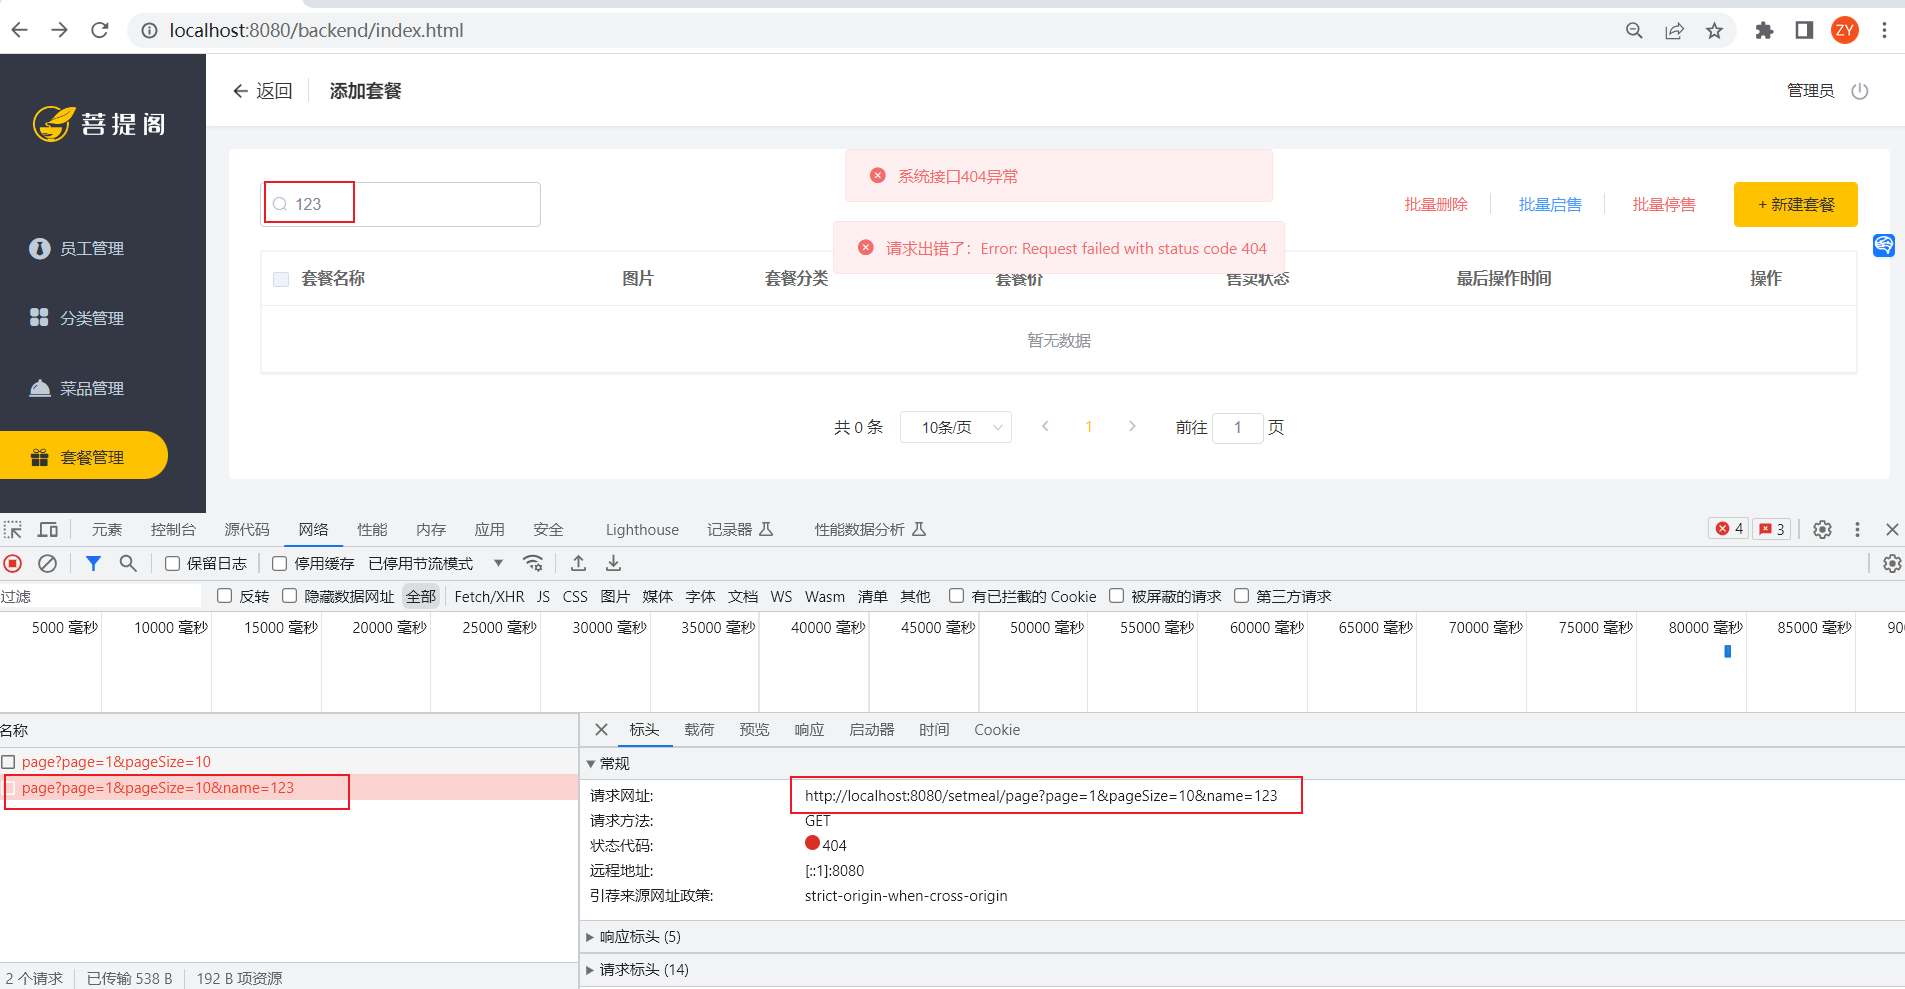 localhost:8080/backend/index.html
ZY
菩提阁
返回
添加套餐
管理员
123
系统接口404异常
批量删除
批量启售
批量停售
+ 新建套餐
请求出错了：Error: Request failed with status code 404
员工管理
分类管理
菜品管理
套餐管理
套餐名称
图片
套餐分类
套餐价
售卖状态
最后操作时间
操作
暂无数据
共 0 条
10条/页
1
前往 1 页
元素 控制台 源代码 网络 性能 内存 应用 安全 Lighthouse 记录器 性能数据分析 4 3
保留日志 停用缓存 已停用节流模式
过滤 反转 隐藏数据网址 全部 Fetch/XHR JS CSS 图片 媒体 字体 文档 WS Wasm 清单 其他 有已拦截的 Cookie 被屏蔽的请求 第三方请求
5000 毫秒 10000 毫秒 15000 毫秒 20000 毫秒 25000 毫秒 30000 毫秒 35000 毫秒 40000 毫秒 45000 毫秒 50000 毫秒 55000 毫秒 60000 毫秒 65000 毫秒 70000 毫秒 75000 毫秒 80000 毫秒 85000 毫秒
名称
page?page=1&pageSize=10
page?page=1&pageSize=10&name=123
标头 载荷 预览 响应 启动器 时间 Cookie
常规
请求网址: http://localhost:8080/setmeal/page?page=1&pageSize=10&name=123
请求方法: GET
状态代码: 404
远程地址: [::1]:8080
引荐来源网址政策: strict-origin-when-cross-origin
响应标头 (5)
请求标头 (14)
2 个请求 已传输 538 B 192 B 项资源